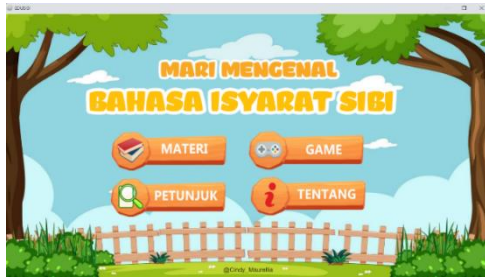 MARI MENGENAL
BAHASA ISYARAT SIBI
MATERI
GAME
PETUNJUK
TENTANG
@Cindy_Maurellia